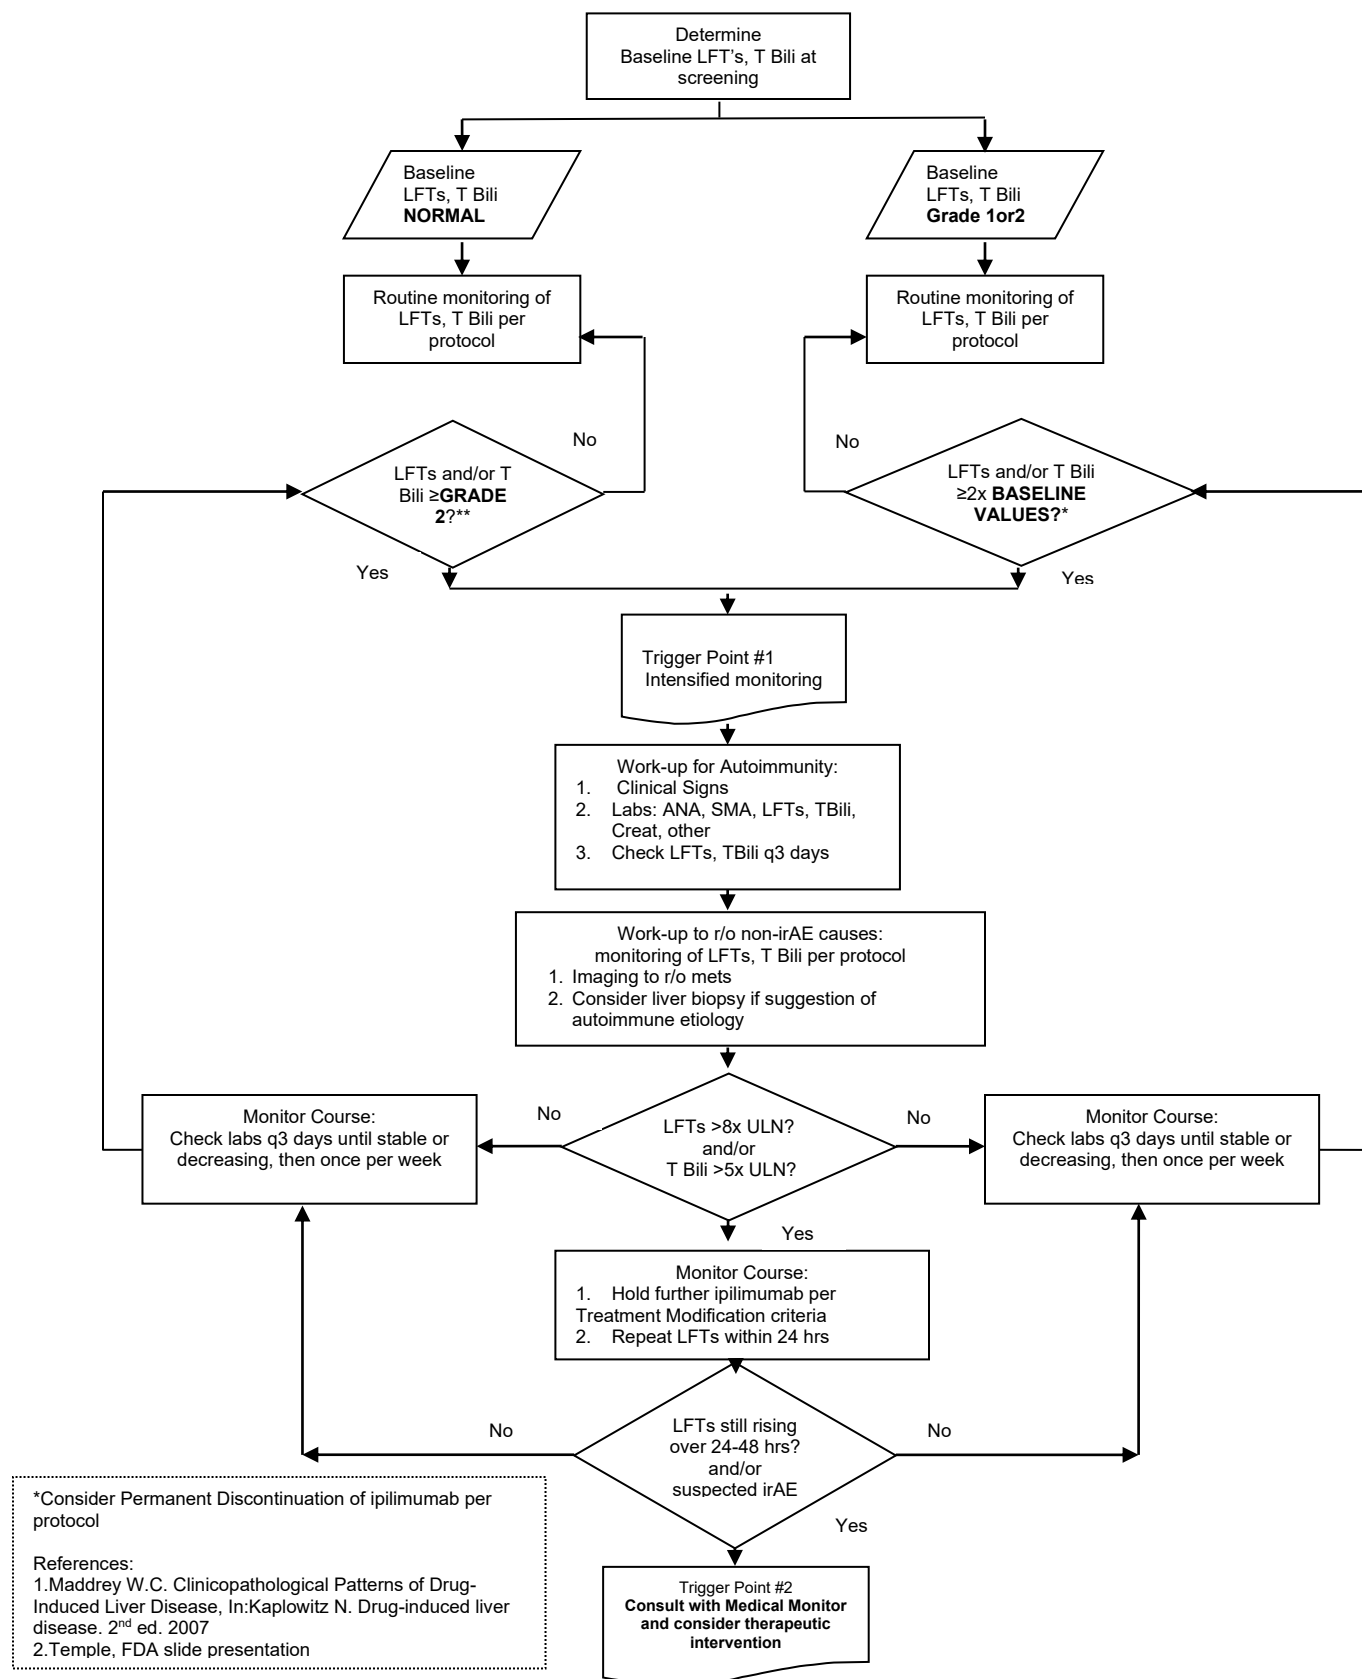 Determine
Baseline LFT’s, T Bili at
screening
Baseline
LFTs, T Bili
NORMAL
Baseline
LFTs, T Bili
Grade 1or2
Routine monitoring of
LFTs, T Bili per
protocol
Routine monitoring of
LFTs, T Bili per
protocol
No
No
LFTs and/or T
Bili ≥GRADE
2?**
LFTs and/or T Bili
≥2x BASELINE
VALUES?*
Yes
Yes
Trigger Point #1
Intensified monitoring
Work-up for Autoimmunity:
1. Clinical Signs
2. Labs: ANA, SMA, LFTs, TBili,
Creat, other
3. Check LFTs, TBili q3 days
Work-up to r/o non-irAE causes:
monitoring of LFTs, T Bili per protocol
1. Imaging to r/o mets
2. Consider liver biopsy if suggestion of
autoimmune etiology
No
No
Monitor Course:
Check labs q3 days until stable or
decreasing, then once per week
LFTs >8x ULN?
and/or
T Bili >5x ULN?
Monitor Course:
Check labs q3 days until stable or
decreasing, then once per week
Yes
Monitor Course:
1. Hold further ipilimumab per
Treatment Modification criteria
2. Repeat LFTs within 24 hrs
No
No
LFTs still rising
over 24-48 hrs?
and/or
suspected irAE
Yes
*Consider Permanent Discontinuation of ipilimumab per
protocol
References:
1.Maddrey W.C. Clinicopathological Patterns of Drug-
Induced Liver Disease, In:Kaplowitz N. Drug-induced liver
disease. 2nd ed. 2007
2.Temple, FDA slide presentation
Trigger Point #2
Consult with Medical Monitor
and consider therapeutic
intervention